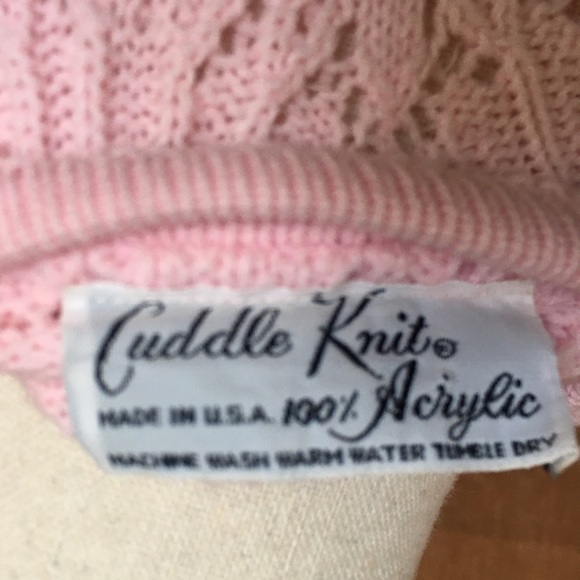 Cuddle Knit®
MADE IN U.S.A. 100% Acrylic
MACHINE WASH WARM WATER TUMBLE DRY